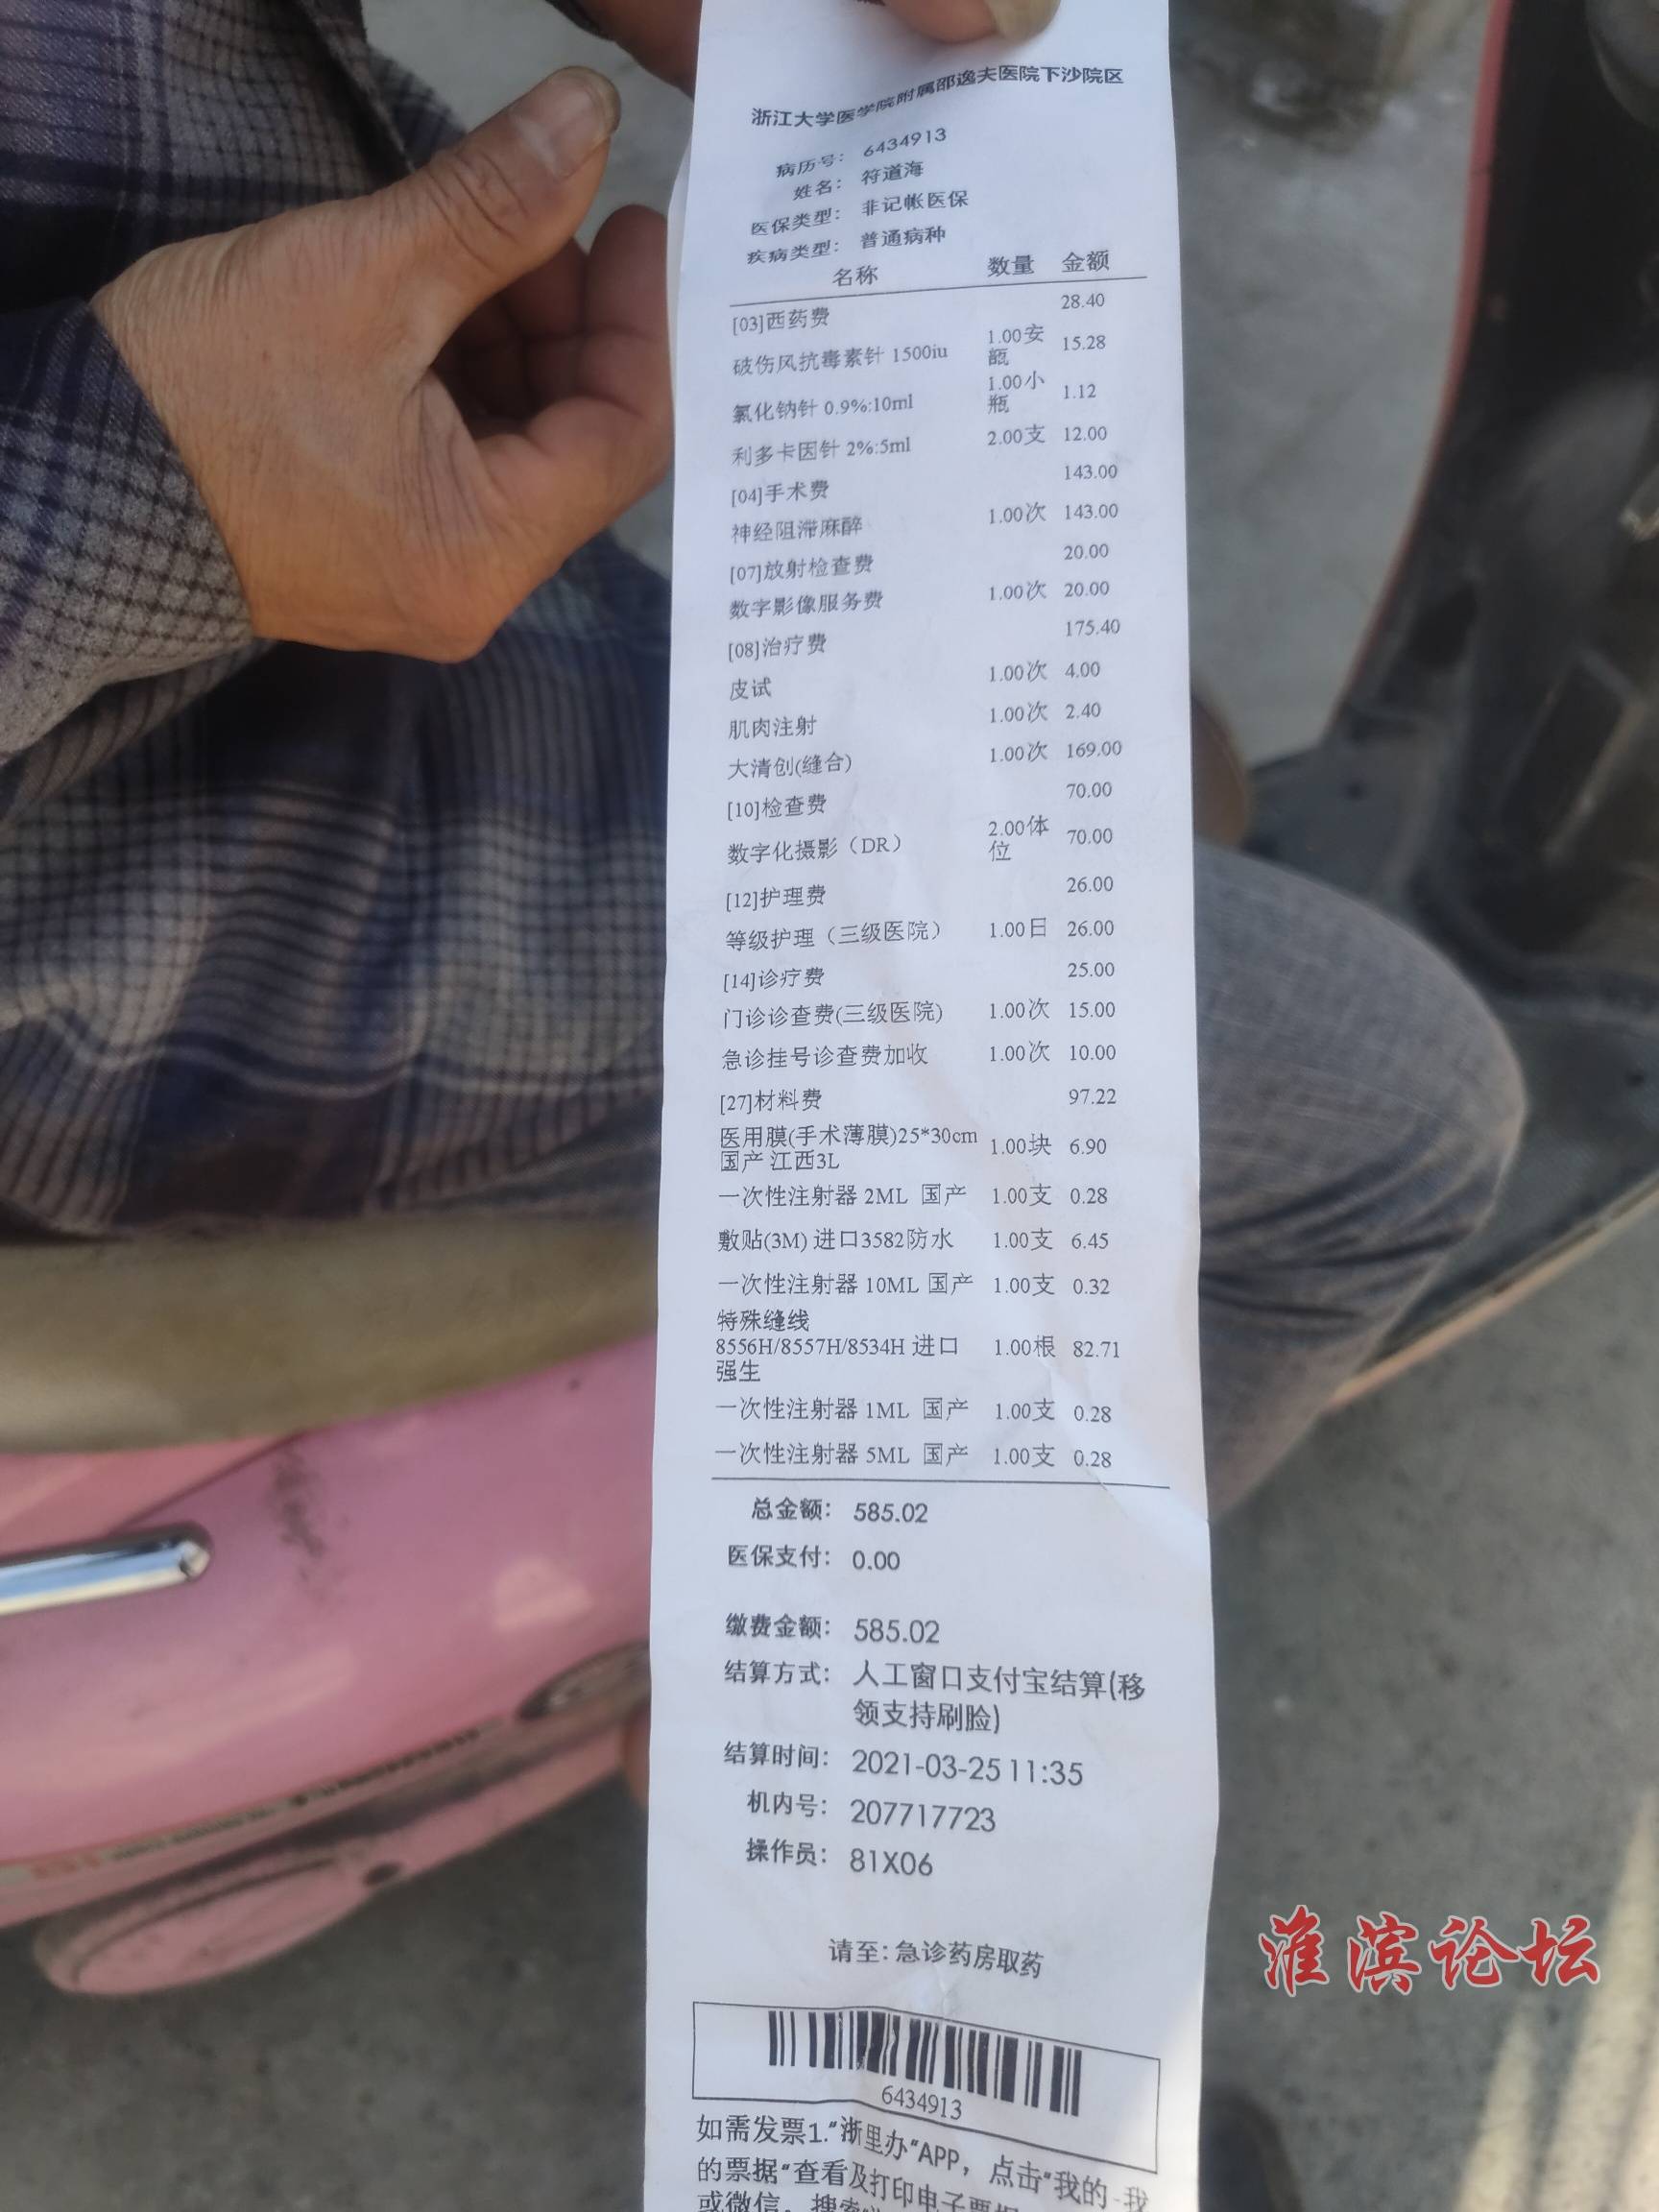 浙江大学医学院附属邵逸夫医院下沙院区
病历号： 6434913
姓名： 符道海
医保类型： 非记帐医保
疾病类型： 普通病种
名称 数量 金额
[03]西药费 28.40
破伤风抗毒素针 1500iu 1.00安瓿 15.28
氯化钠针 0.9%:10ml 1.00小瓶 1.12
利多卡因针 2%:5ml 2.00支 12.00
[04]手术费 143.00
神经阻滞麻醉 1.00次 143.00
[07]放射检查费 20.00
数字影像服务费 1.00次 20.00
[08]治疗费 175.40
皮试 1.00次 4.00
肌肉注射 1.00次 2.40
大清创(缝合) 1.00次 169.00
[10]检查费 70.00
数字化摄影（DR） 2.00体位 70.00
[12]护理费 26.00
等级护理（三级医院） 1.00日 26.00
[14]诊疗费 25.00
门诊诊查费(三级医院) 1.00次 15.00
急诊挂号诊查费加收 1.00次 10.00
[27]材料费 97.22
医用膜(手术薄膜)25*30cm
国产 江西3L 1.00块 6.90
一次性注射器 2ML 国产 1.00支 0.28
敷贴(3M) 进口3582防水 1.00支 6.45
一次性注射器 10ML 国产 1.00支 0.32
特殊缝线
8556H/8557H/8534H 进口 1.00根 82.71
强生
一次性注射器 1ML 国产 1.00支 0.28
一次性注射器 5ML 国产 1.00支 0.28
总金额： 585.02
医保支付： 0.00
缴费金额： 585.02
结算方式： 人工窗口支付宝结算(移
领支持刷脸)
结算时间： 2021-03-25 11:35
机内号： 207717723
操作员： 81X06
请至: 急诊药房取药
6434913
如需发票1."浙里办"APP，点击"我的-我
的票据"查看及打印电子票据
或微信，搜索
淮滨论坛